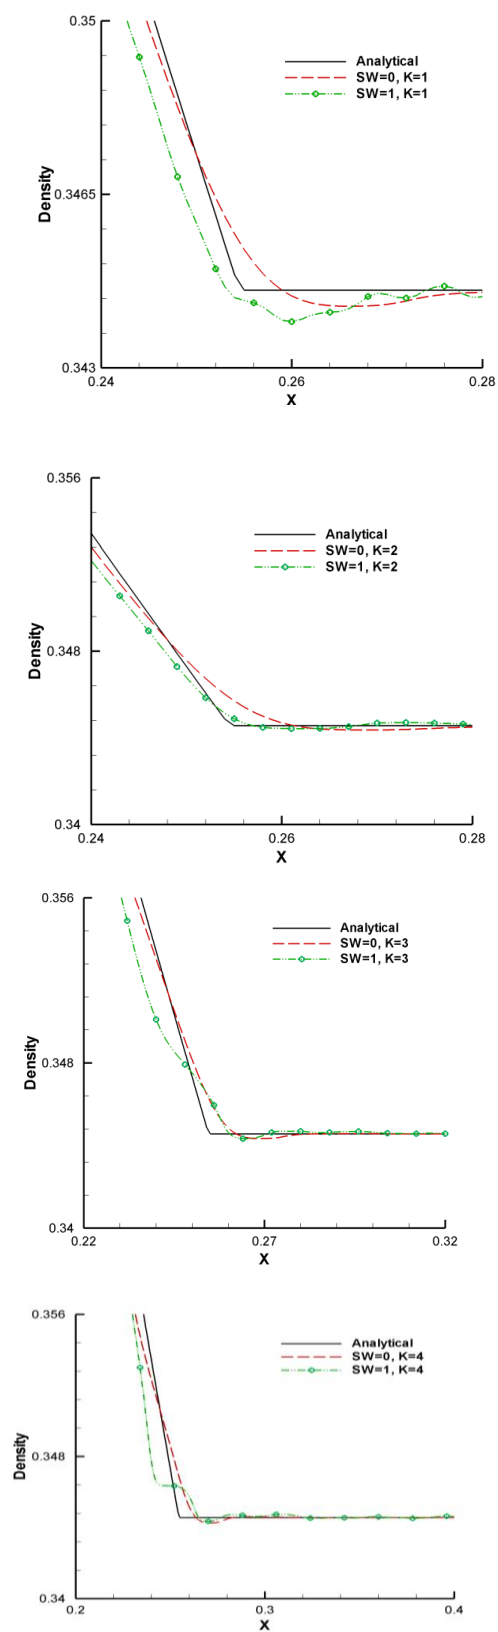 0.35
Analytical
SW=0, K=1
SW=1, K=1
Density
0.3465
0.343
0.24
0.26
0.28
X
0.356
Analytical
SW=0, K=2
SW=1, K=2
Density
0.348
0.34
0.24
0.26
0.28
X
0.356
Analytical
SW=0, K=3
SW=1, K=3
Density
0.348
0.34
0.22
0.27
0.32
X
0.356
Analytical
SW=0, K=4
SW=1, K=4
Density
0.348
0.34
0.2
0.3
0.4
X